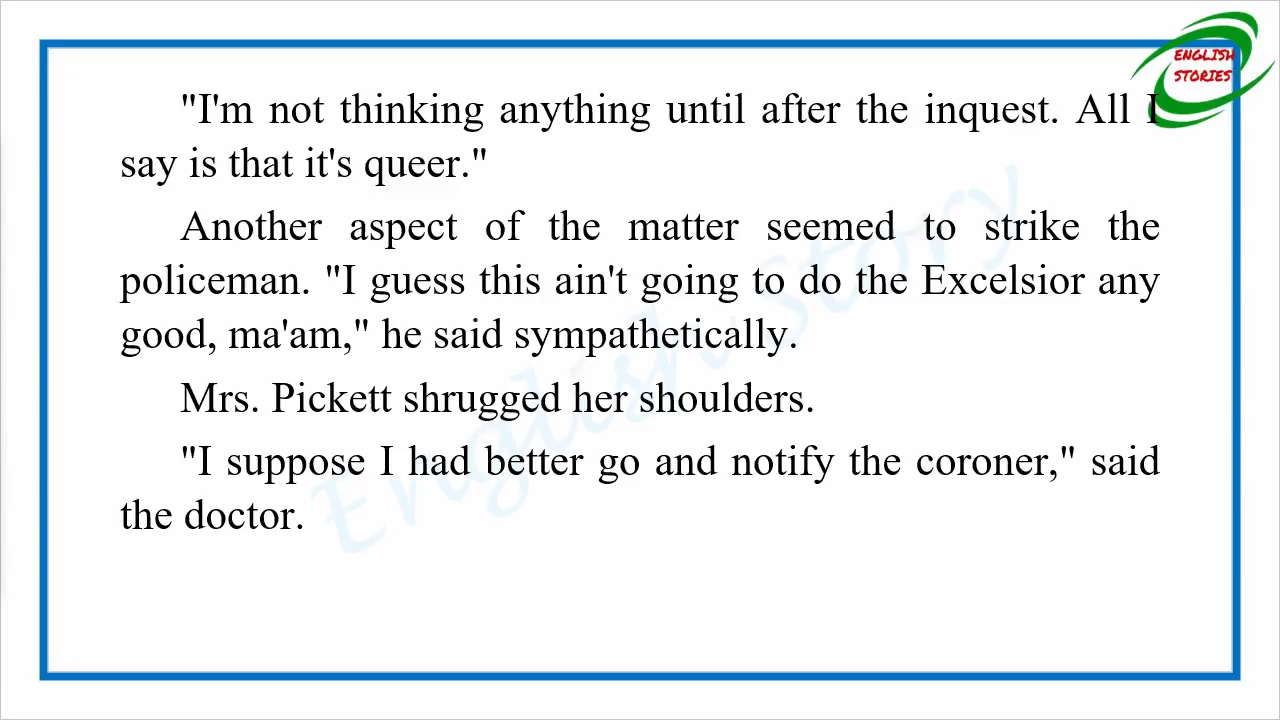 ENGLISH
STORIES
"I'm not thinking anything until after the inquest. All I
say is that it's queer."
Another aspect of the matter seemed to strike the
policeman. "I guess this ain't going to do the Excelsior any
good, ma'am," he said sympathetically.
Mrs. Pickett shrugged her shoulders.
"I suppose I had better go and notify the coroner," said
the doctor.
English Story